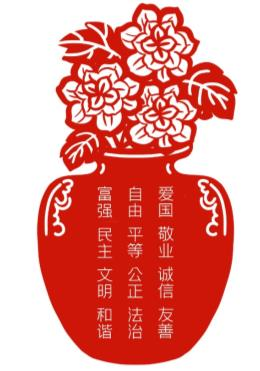 爱国 敬业 诚信 友善
自由 平等 公正 法治
富强 民主 文明 和谐